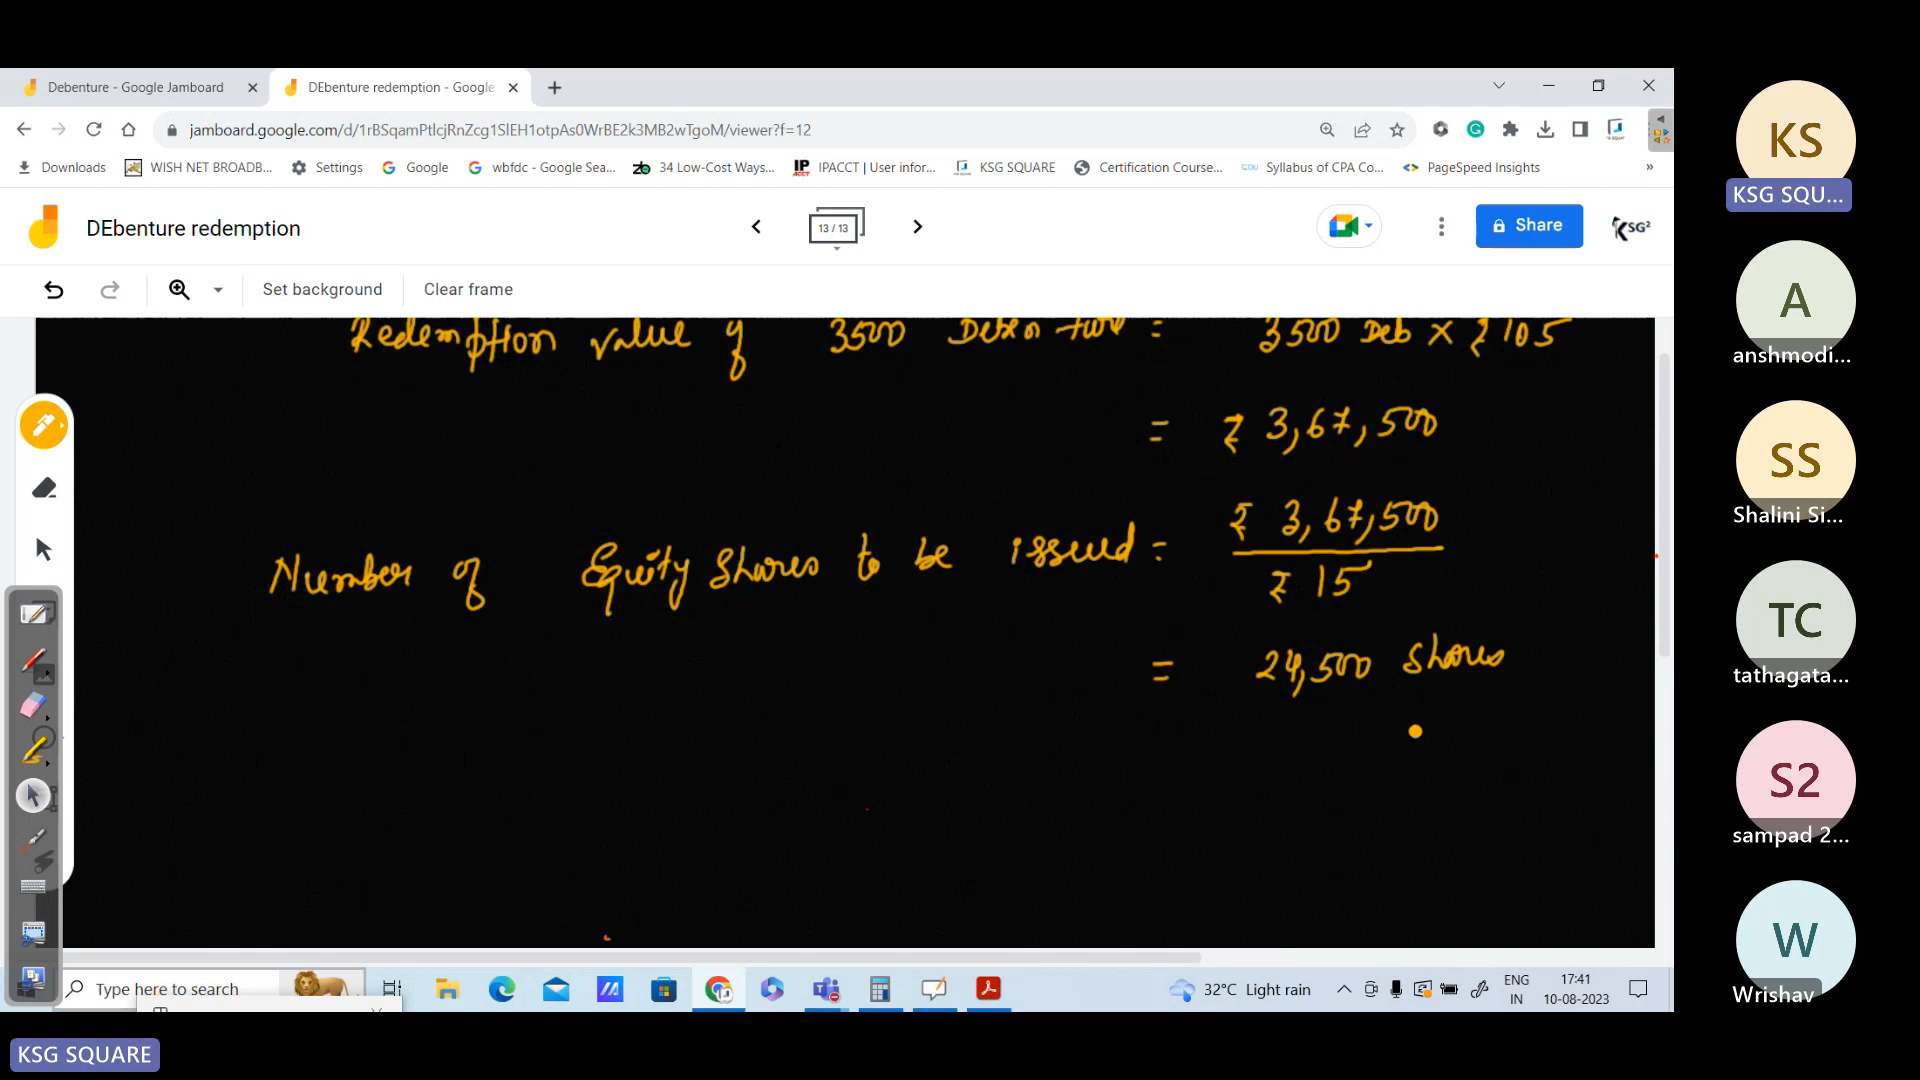 Debenture - Google Jamboard
DEbenture redemption - Google
jamboard.google.com/d/1rBSqamPtlcjRnZcg1SlEH1otpAs0WrBE2k3MB2wTgoM/viewer?f=12
Downloads WISH NET BROADB... Settings Google wbfdc - Google Sea... 34 Low-Cost Ways... IPACCT | User infor... KSG SQUARE Certification Course... Syllabus of CPA Co... PageSpeed Insights »
DEbenture redemption
13 / 13
Share
KSG²
Set background
Clear frame
Redemption value of 3500 Debenture = 3500 Deb × ₹ 105
= ₹ 3,67,500
Number of Equity Shares to be issued = ₹ 3,67,500
₹ 15
= 24,500 Shares
Type here to search
32°C Light rain
ENG
IN
17:41
10-08-2023
KS
KSG SQU...
A
anshmodi...
SS
Shalini Si...
TC
tathagata...
S2
sampad 2...
W
Wrishav
KSG SQUARE